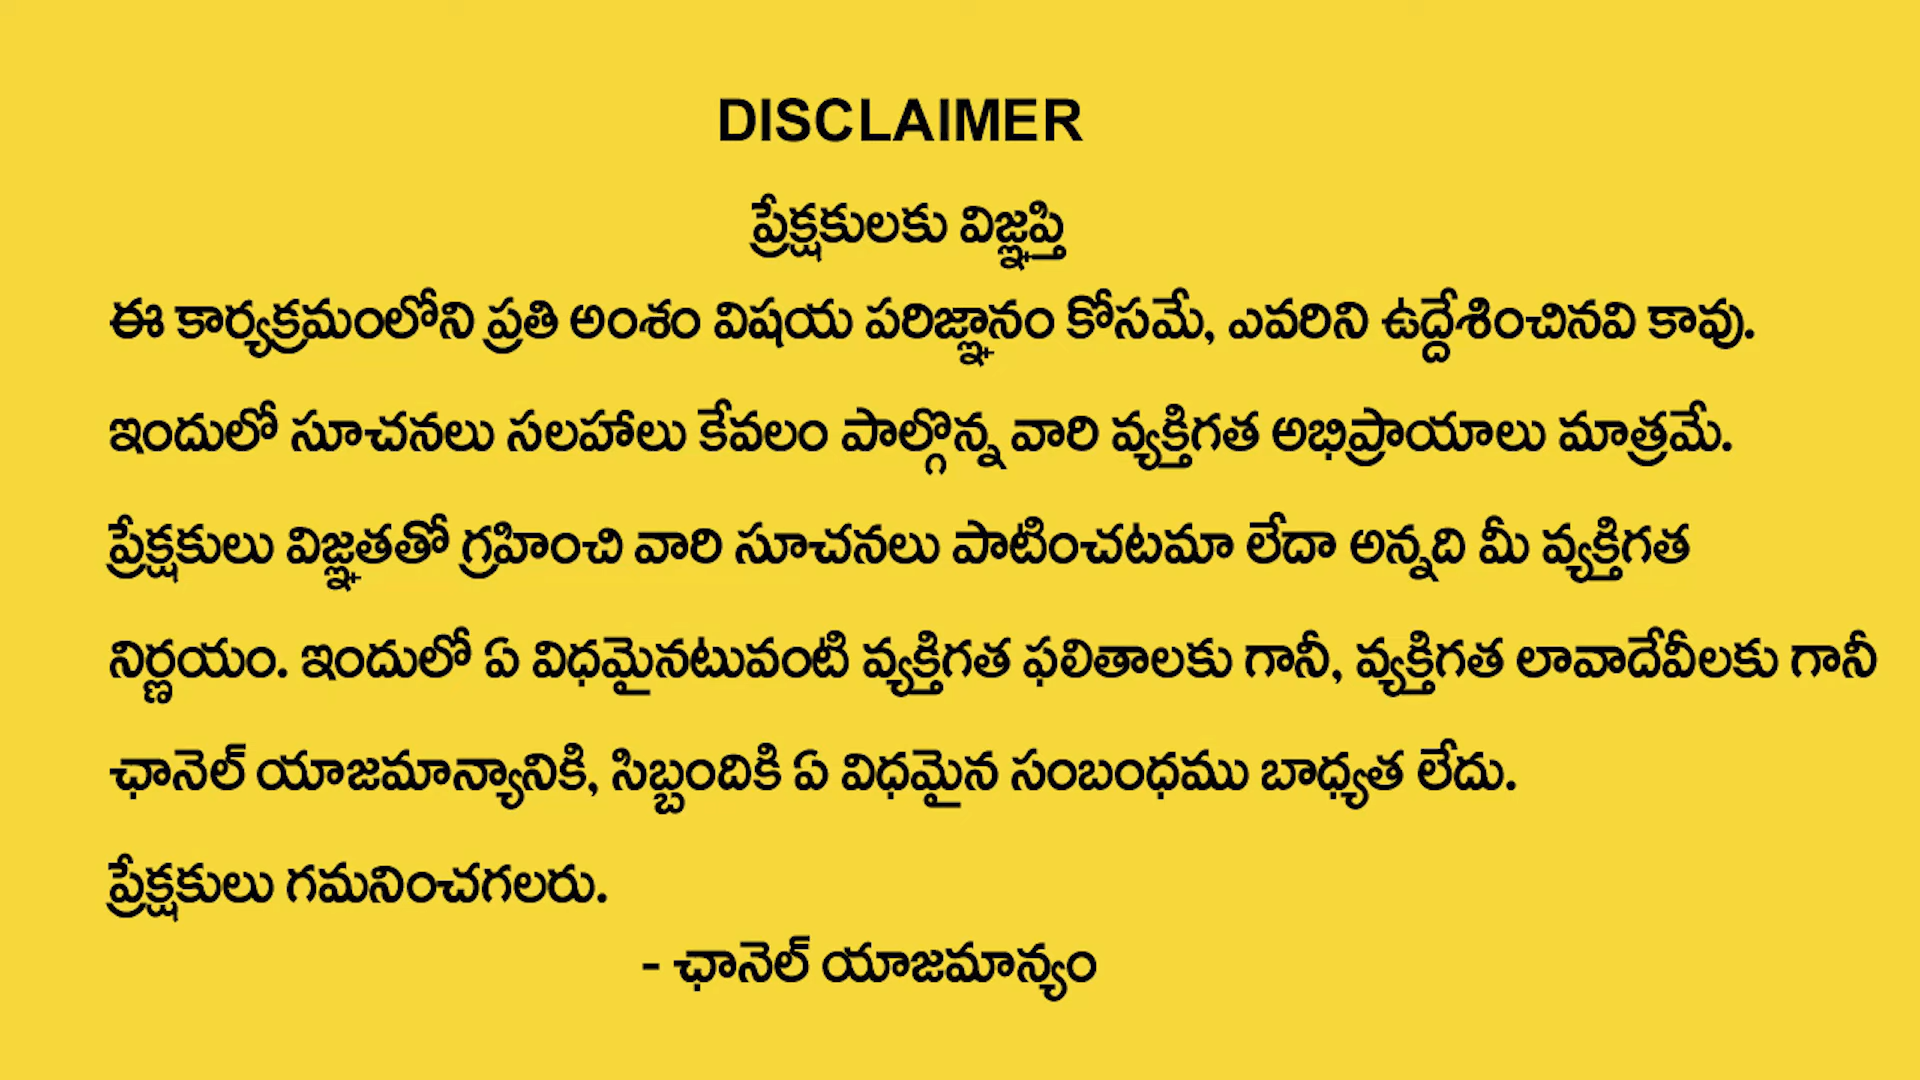 DISCLAIMER
ప్రేక్షకులకు విజ్ఞప్తి
ఈ కార్యక్రమంలోని ప్రతి అంశం విషయ పరిజ్ఞానం కోసమే, ఎవరిని ఉద్దేశించినవి కావు.
ఇందులో సూచనలు సలహాలు కేవలం పాల్గొన్న వారి వ్యక్తిగత అభిప్రాయాలు మాత్రమే.
ప్రేక్షకులు విజ్ఞతతో గ్రహించి వారి సూచనలు పాటించటమా లేదా అన్నది మీ వ్యక్తిగత
నిర్ణయం. ఇందులో ఏ విధమైనటువంటి వ్యక్తిగత ఫలితాలకు గానీ, వ్యక్తిగత లావాదేవీలకు గానీ
ఛానెల్ యాజమాన్యానికి, సిబ్బందికి ఏ విధమైన సంబంధము బాధ్యత లేదు.
ప్రేక్షకులు గమనించగలరు.
- ఛానెల్ యాజమాన్యం